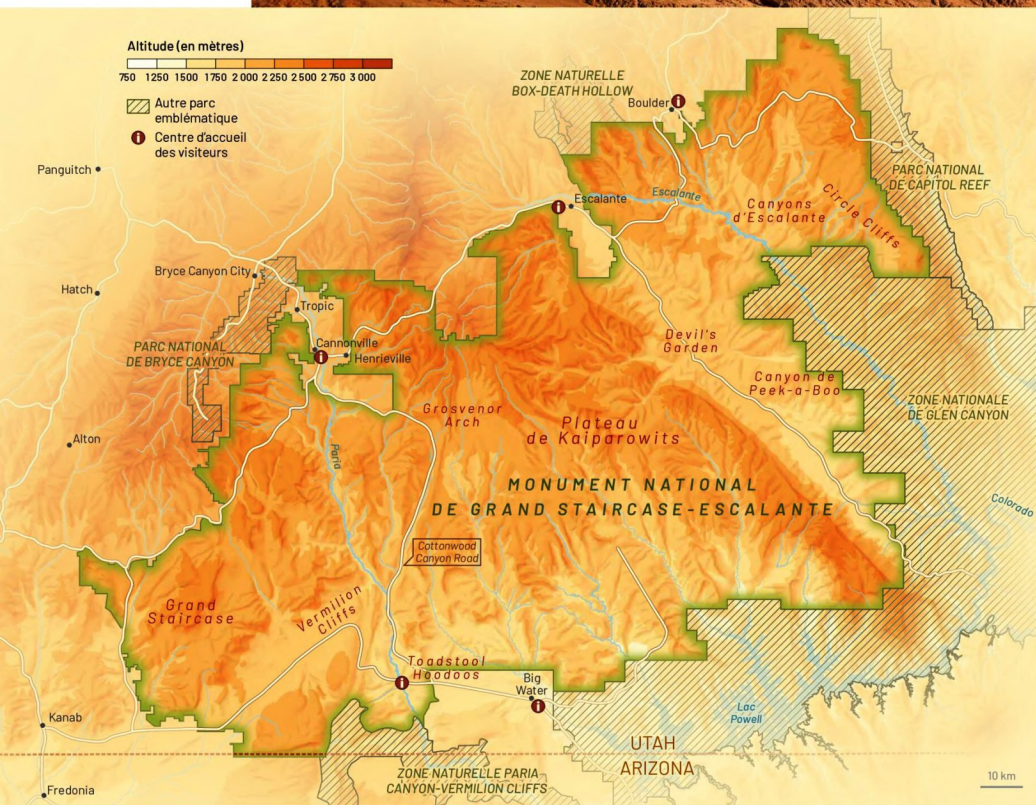 Altitude (en mètres)
750 1250 1500 1750 2 000 2 250 2 500 2 750 3 000
Autre parc
emblématique
Centre d'accueil
des visiteurs
ZONE NATURELLE
BOX-DEATH HOLLOW
Boulder
Panguitch
PARC NATIONAL
DE CAPITOL REEF
Escalante
Escalante
Canyons
d'Escalante
Circle Cliffs
Bryce Canyon City
Hatch
Tropic
Cannonville
Henrieville
PARC NATIONAL
DE BRYCE CANYON
Devil's
Garden
Canyon de
Peek-a-Boo
ZONE NATIONALE
DE GLEN CANYON
Grosvenor
Arch
Plateau
de Kaiparowits
Alton
Paria
MONUMENT NATIONAL
DE GRAND STAIRCASE-ESCALANTE
Colorado
Cottonwood
Canyon Road
Grand
Staircase
Vermilion
Cliffs
Toadstool
Hoodoos
Big
Water
Lac
Powell
Kanab
UTAH
ARIZONA
ZONE NATURELLE PARIA
CANYON-VERMILION CLIFFS
Fredonia
10 km